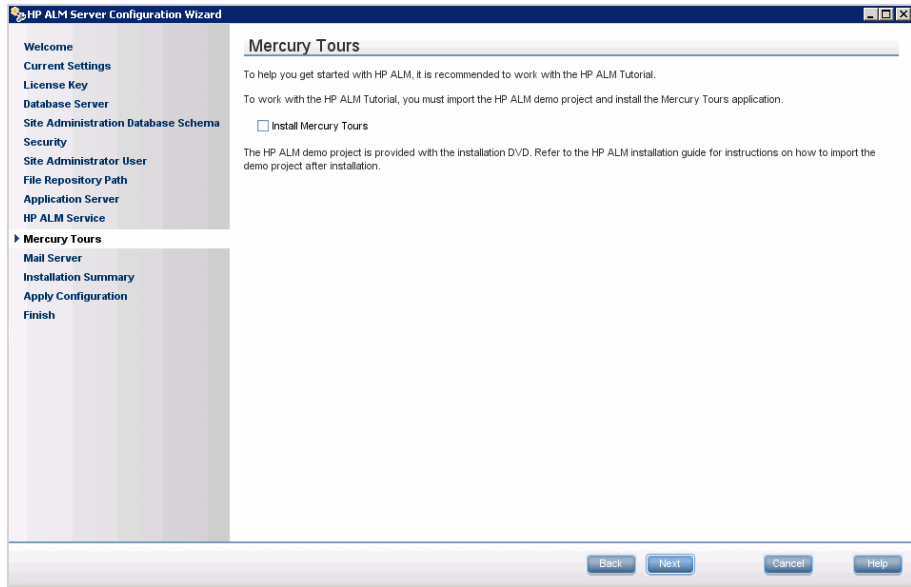 HP ALM Server Configuration Wizard
Welcome
Current Settings
License Key
Database Server
Site Administration Database Schema
Security
Site Administrator User
File Repository Path
Application Server
HP ALM Service
Mercury Tours
Mail Server
Installation Summary
Apply Configuration
Finish
Mercury Tours
To help you get started with HP ALM, it is recommended to work with the HP ALM Tutorial.
To work with the HP ALM Tutorial, you must import the HP ALM demo project and install the Mercury Tours application.
Install Mercury Tours
The HP ALM demo project is provided with the installation DVD. Refer to the HP ALM installation guide for instructions on how to import the
demo project after installation.
Back Next Cancel Help